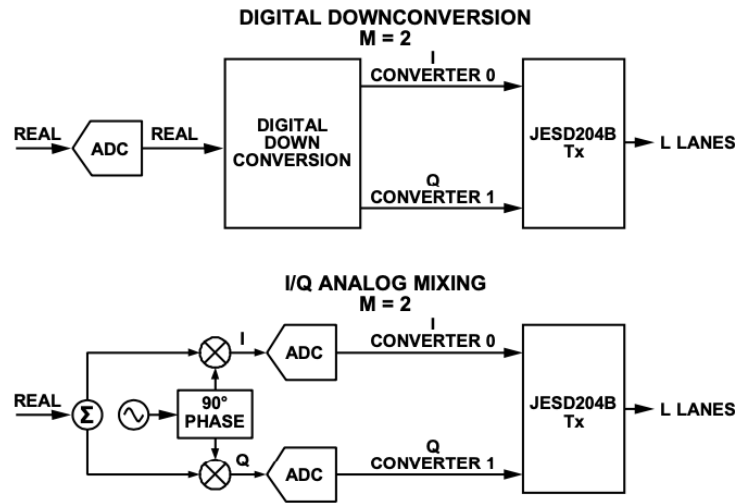 DIGITAL DOWNCONVERSION
M = 2
I
CONVERTER 0
REAL
ADC
REAL
DIGITAL
DOWN
CONVERSION
Q
CONVERTER 1
JESD204B
Tx
L LANES
I/Q ANALOG MIXING
M = 2
REAL
Σ
90°
PHASE
I
ADC
I
CONVERTER 0
Q
ADC
Q
CONVERTER 1
JESD204B
Tx
L LANES